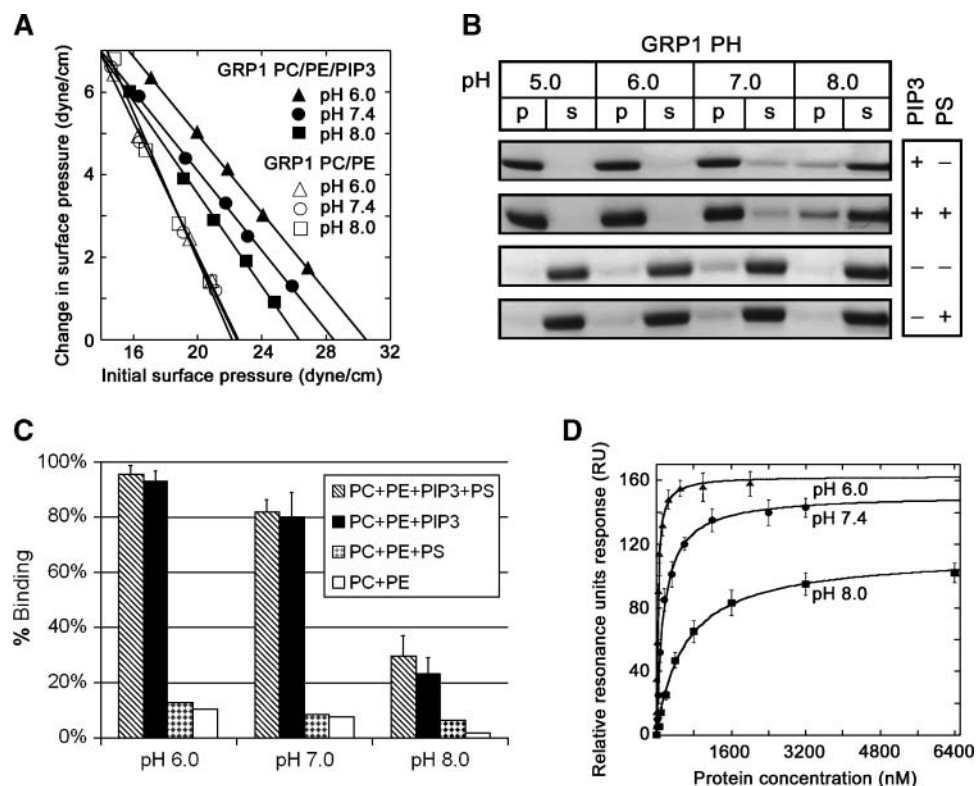 A
Change in surface pressure (dyne/cm)
6
4
2
0
16 20 24 28 32
Initial surface pressure (dyne/cm)
GRP1 PC/PE/PIP3
pH 6.0
pH 7.4
pH 8.0
GRP1 PC/PE
pH 6.0
pH 7.4
pH 8.0
B
GRP1 PH
pH 5.0 6.0 7.0 8.0
p s p s p s p s
PIP3 PS
+ –
+ +
– –
– +
C
% Binding
100%
80%
60%
40%
20%
0%
pH 6.0 pH 7.0 pH 8.0
PC+PE+PIP3+PS
PC+PE+PIP3
PC+PE+PS
PC+PE
D
Relative resonance units response (RU)
160
120
80
40
0
1600 3200 4800 6400
Protein concentration (nM)
pH 6.0
pH 7.4
pH 8.0